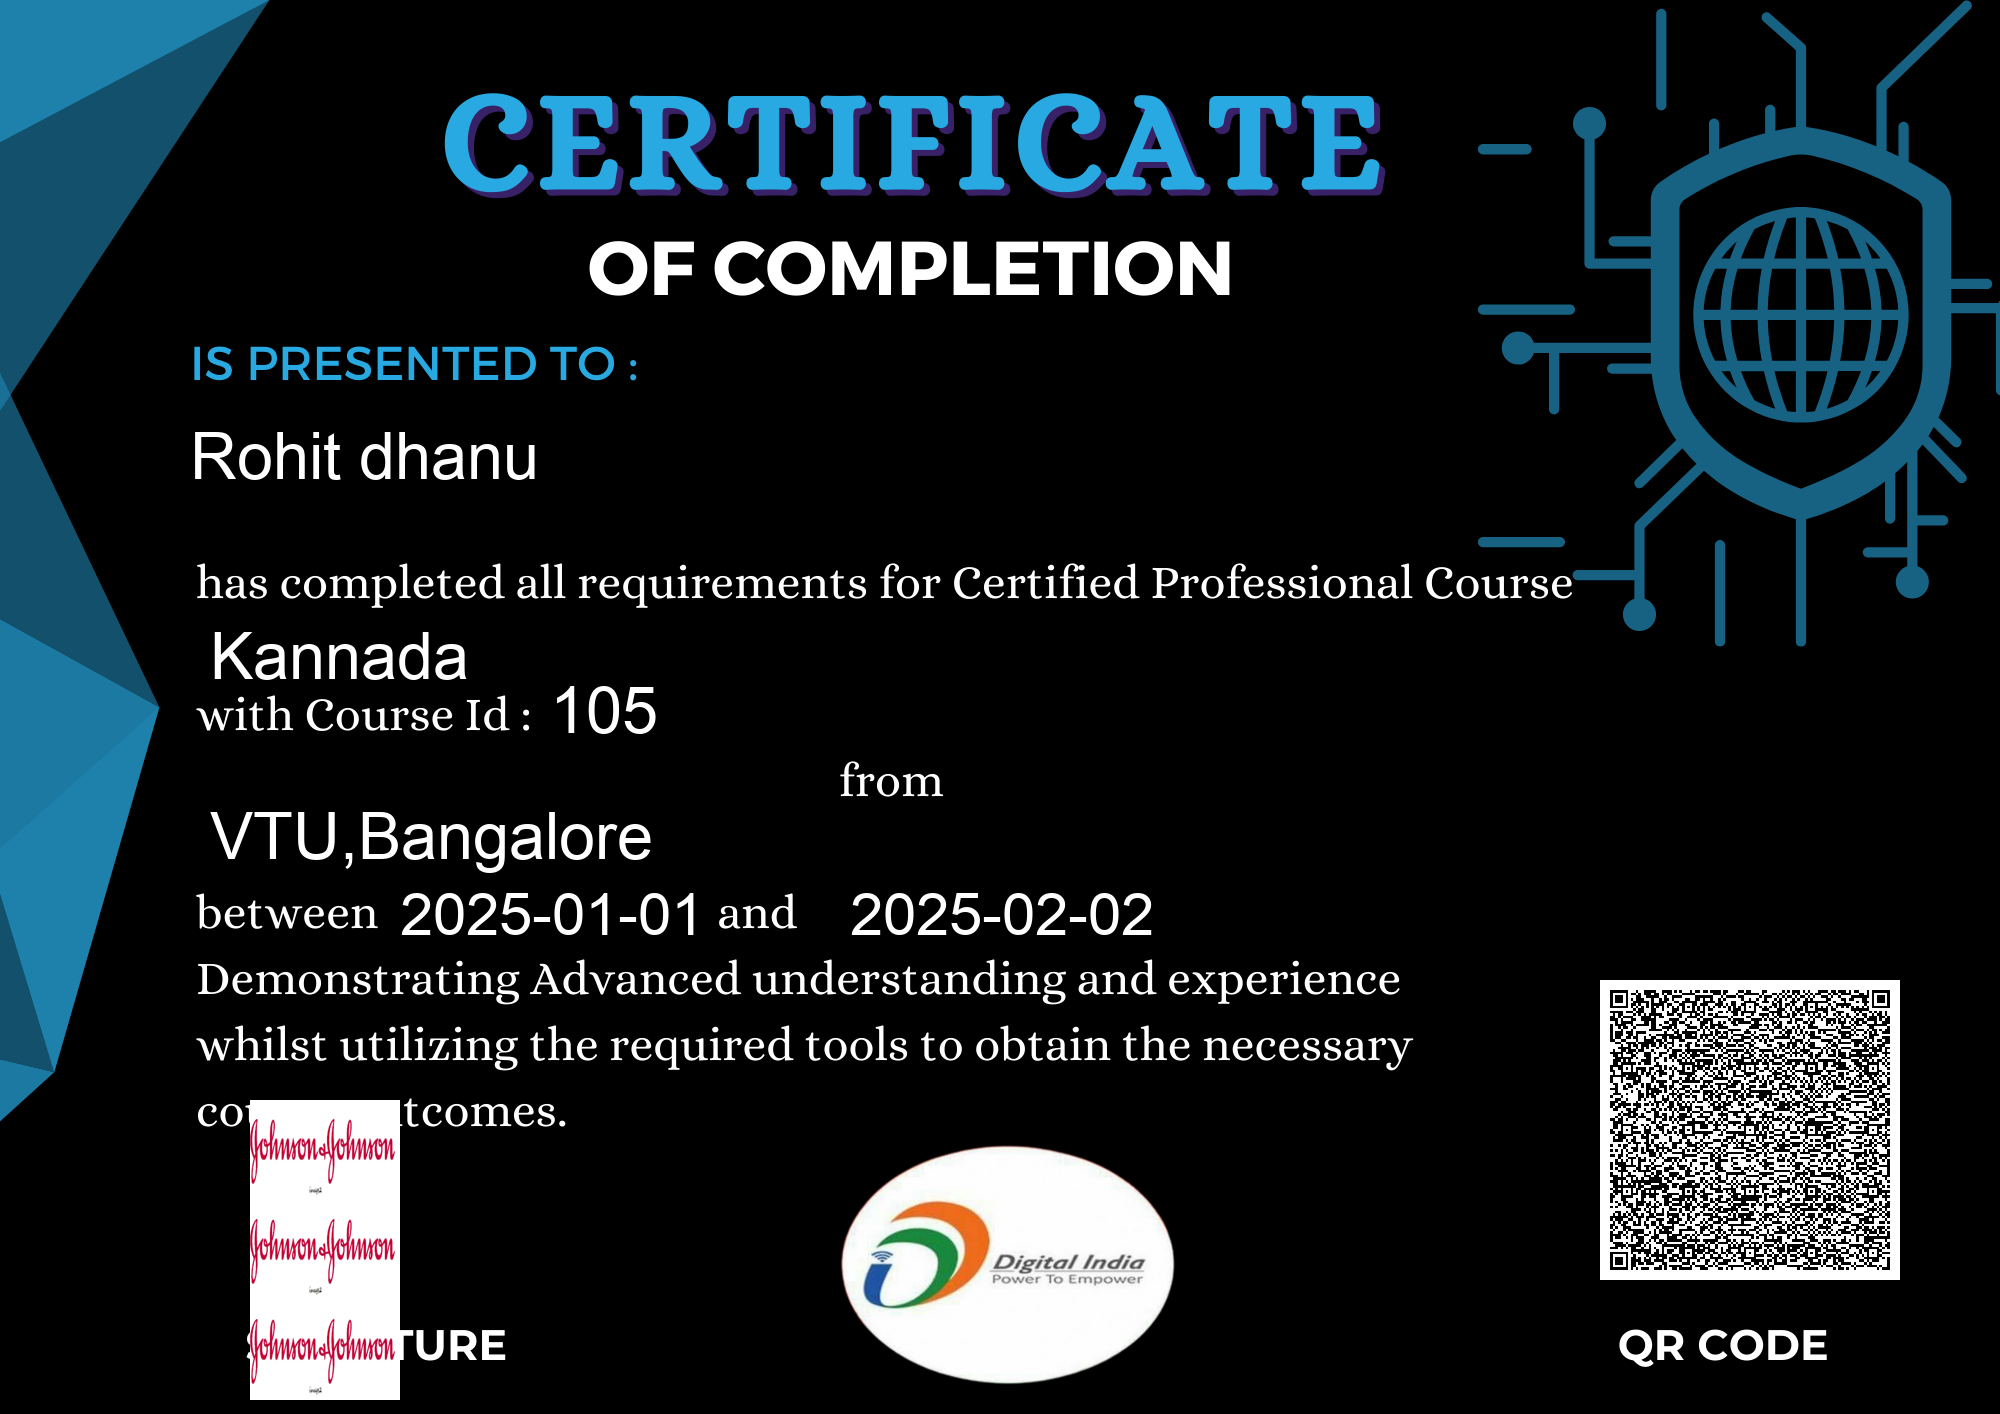 CERTIFICATE
OF COMPLETION
IS PRESENTED TO :
Rohit dhanu
has completed all requirements for Certified Professional Course
Kannada
with Course Id : 105
from
VTU,Bangalore
between 2025-01-01 and 2025-02-02
Demonstrating Advanced understanding and experience
whilst utilizing the required tools to obtain the necessary
tcomes.
Johnson&Johnson
Johnson&Johnson
Johnson&Johnson
Digital India
Power To Empower
TURE
QR CODE